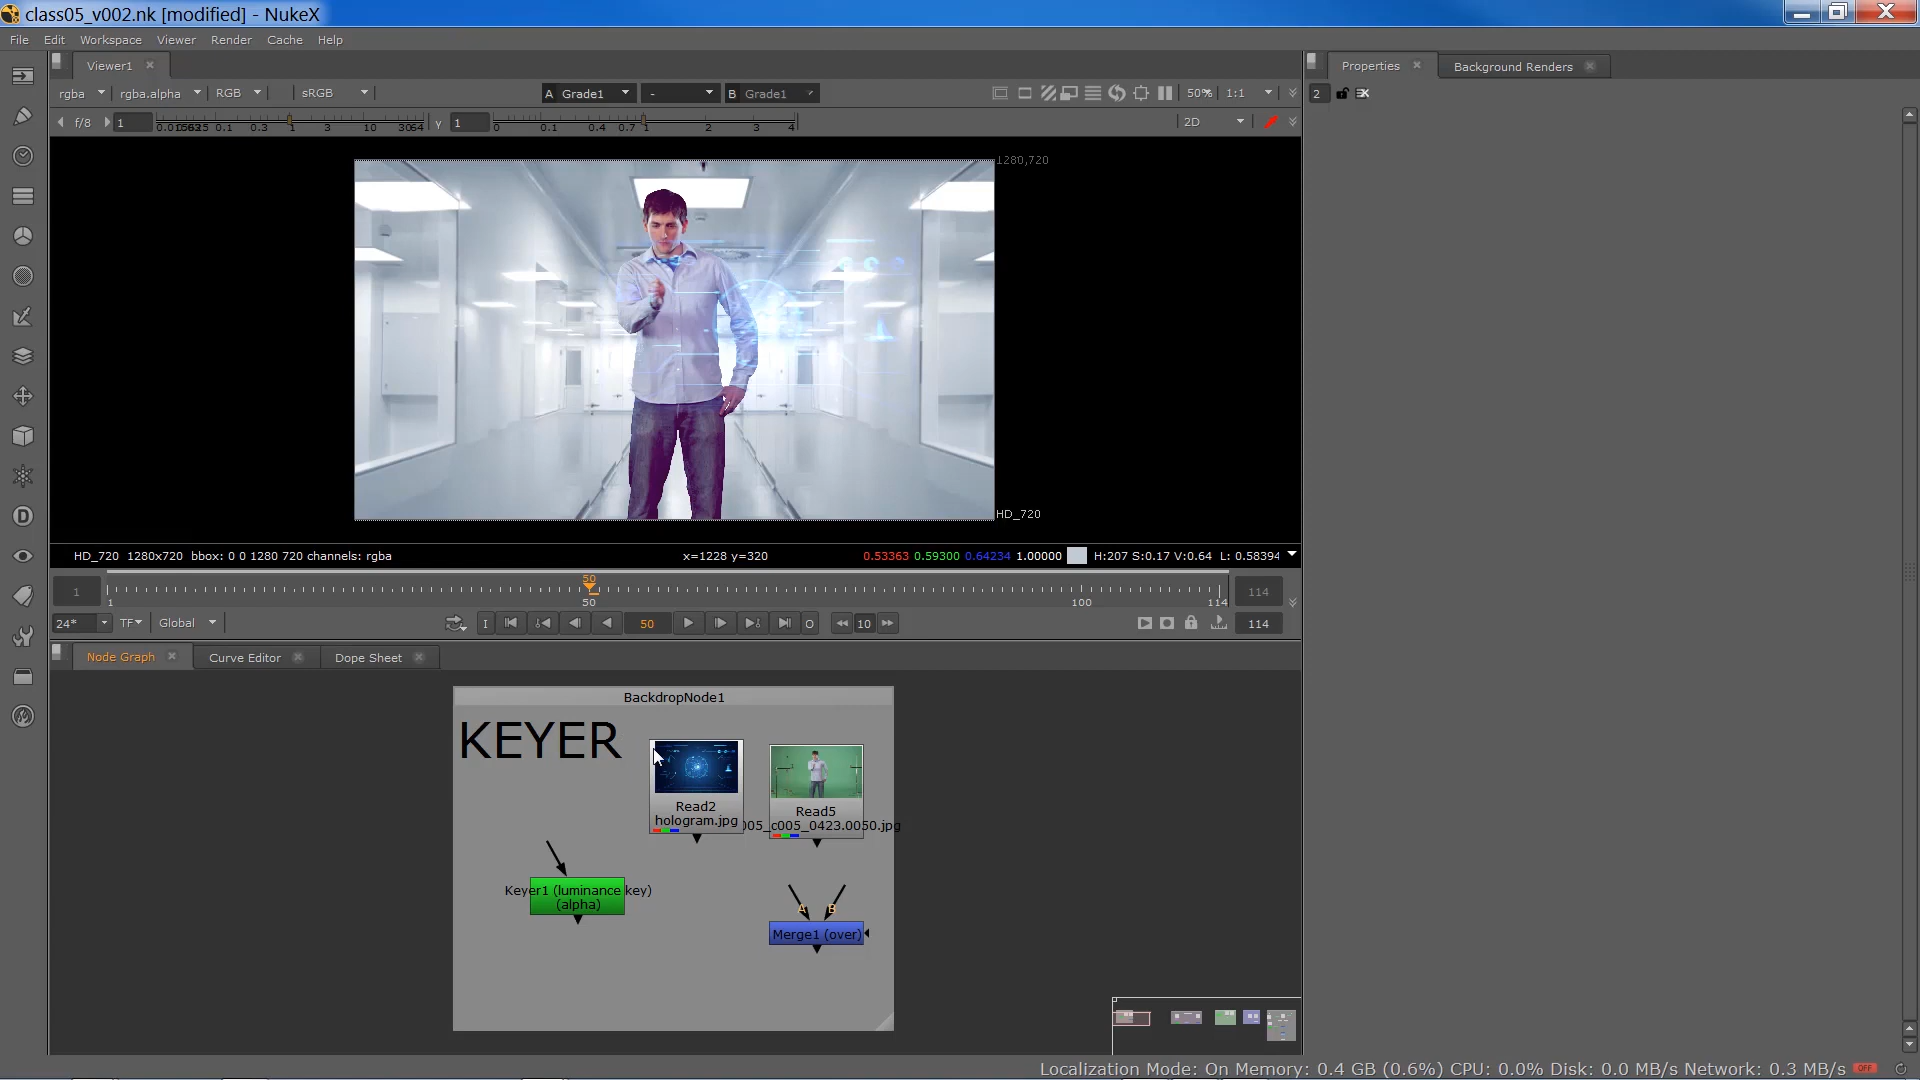 class05_v002.nk [modified] - NukeX
File Edit Workspace Viewer Render Cache Help
Viewer1
Properties
Background Renders
rgba rgba.alpha RGB sRGB A Grade1 - B Grade1 50% 1:1
2
f/8 1 0.1 0.3 1 3 10 3064 γ 1 0 0.1 0.4 0.7 1 2 3 4 2D
1280,720
HD_720
HD_720 1280x720 bbox: 0 0 1280 720 channels: rgba x=1228 y=320 0.53363 0.59300 0.64234 1.00000 H:207 S:0.17 V:0.64 L: 0.58394
50
1 114
1 50 100 114
24* TF Global I 50 O 10 114
Node Graph Curve Editor Dope Sheet
BackdropNode1
KEYER
Read2
hologram.jpg
Read5
005_c005_0423.0050.jpg
Keyer1 (luminance key)
(alpha)
A B
Merge1 (over)
Localization Mode: On Memory: 0.4 GB (0.6%) CPU: 0.0% Disk: 0.0 MB/s Network: 0.3 MB/s OFF